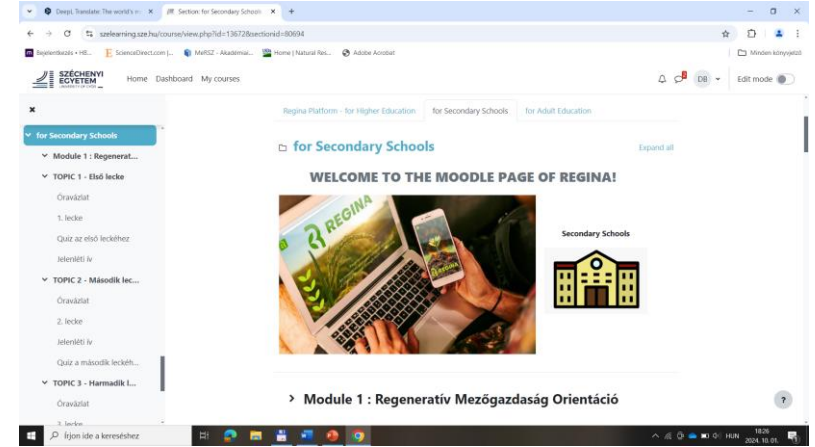 DeepL Translate: The world's m
Section: for Secondary Schools
szelearning.sze.hu/course/view.php?id=13672&sectionid=80694
Bejelentkezés • HE...
ScienceDirect.com |...
MeRSZ - Akadémiai...
Home | Natural Res...
Adobe Acrobat
Minden könyvjelző
SZÉCHENYI
EGYETEM
Home Dashboard My courses
DB
Edit mode
Regina Platform - for Higher Education
for Secondary Schools
for Adult Education
for Secondary Schools
Module 1 : Regenerat...
TOPIC 1 - Első lecke
Óravázlat
1. lecke
Quiz az első leckéhez
Jelenléti ív
TOPIC 2 - Második lec...
Óravázlat
2. lecke
Jelenléti ív
Quiz a második leckéh...
TOPIC 3 - Harmadik l...
Óravázlat
3. lecke
for Secondary Schools
Expand all
WELCOME TO THE MOODLE PAGE OF REGINA!
REGINA
REGINA
Secondary Schools
Module 1 : Regeneratív Mezőgazdaság Orientáció
?
Írjon ide a kereséshez
HUN
18:26
2024. 10. 01.